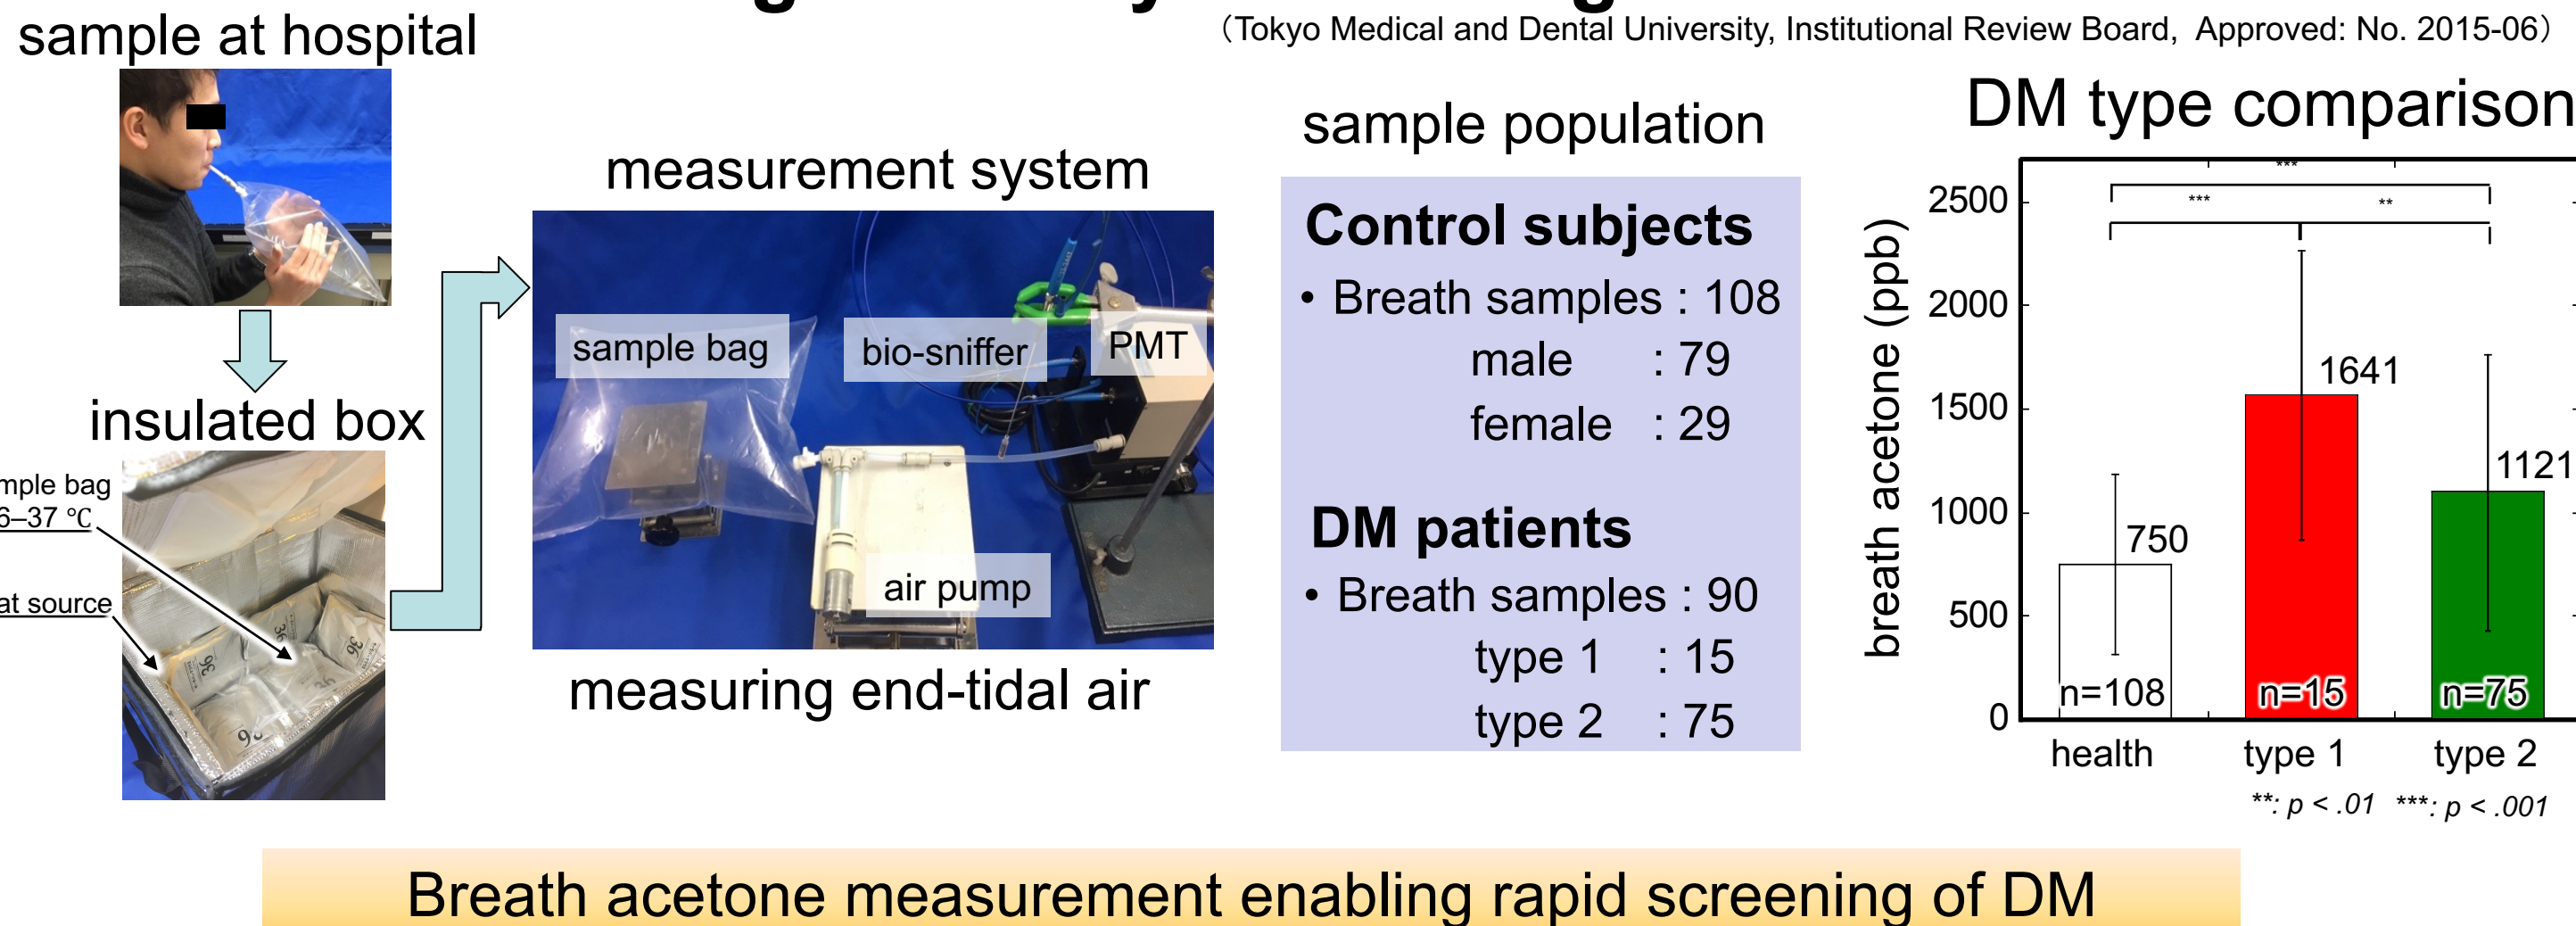 sample at hospital
（Tokyo Medical and Dental University, Institutional Review Board, Approved: No. 2015-06）
insulated box
mple bag
6–37 ℃
at source
measurement system
sample bag
bio-sniffer
PMT
air pump
measuring end-tidal air
sample population
Control subjects
• Breath samples : 108
male : 79
female : 29
DM patients
• Breath samples : 90
type 1 : 15
type 2 : 75
DM type comparison
breath acetone (ppb)
2500
2000
1500
1000
500
0
***
***
**
750
1641
1121
n=108
n=15
n=75
health
type 1
type 2
**: p < .01 ***: p < .001
Breath acetone measurement enabling rapid screening of DM